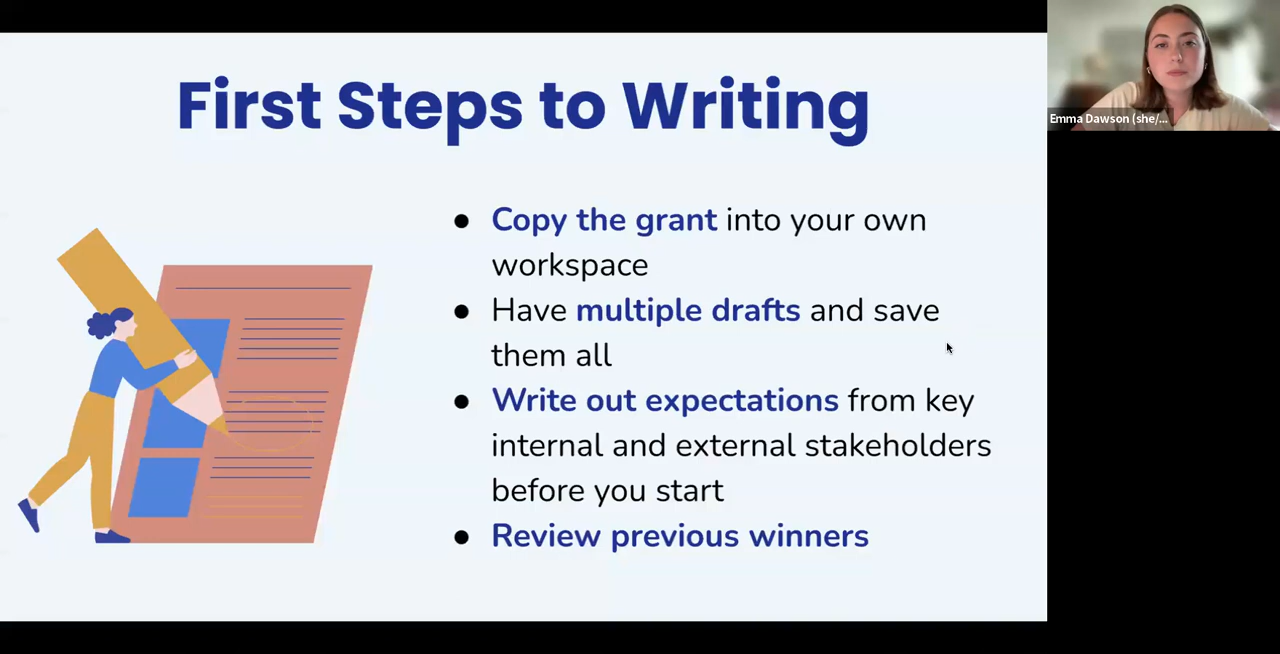 First Steps to Writing
● Copy the grant into your own
workspace
● Have multiple drafts and save
them all
● Write out expectations from key
internal and external stakeholders
before you start
● Review previous winners
Emma Dawson (she/...